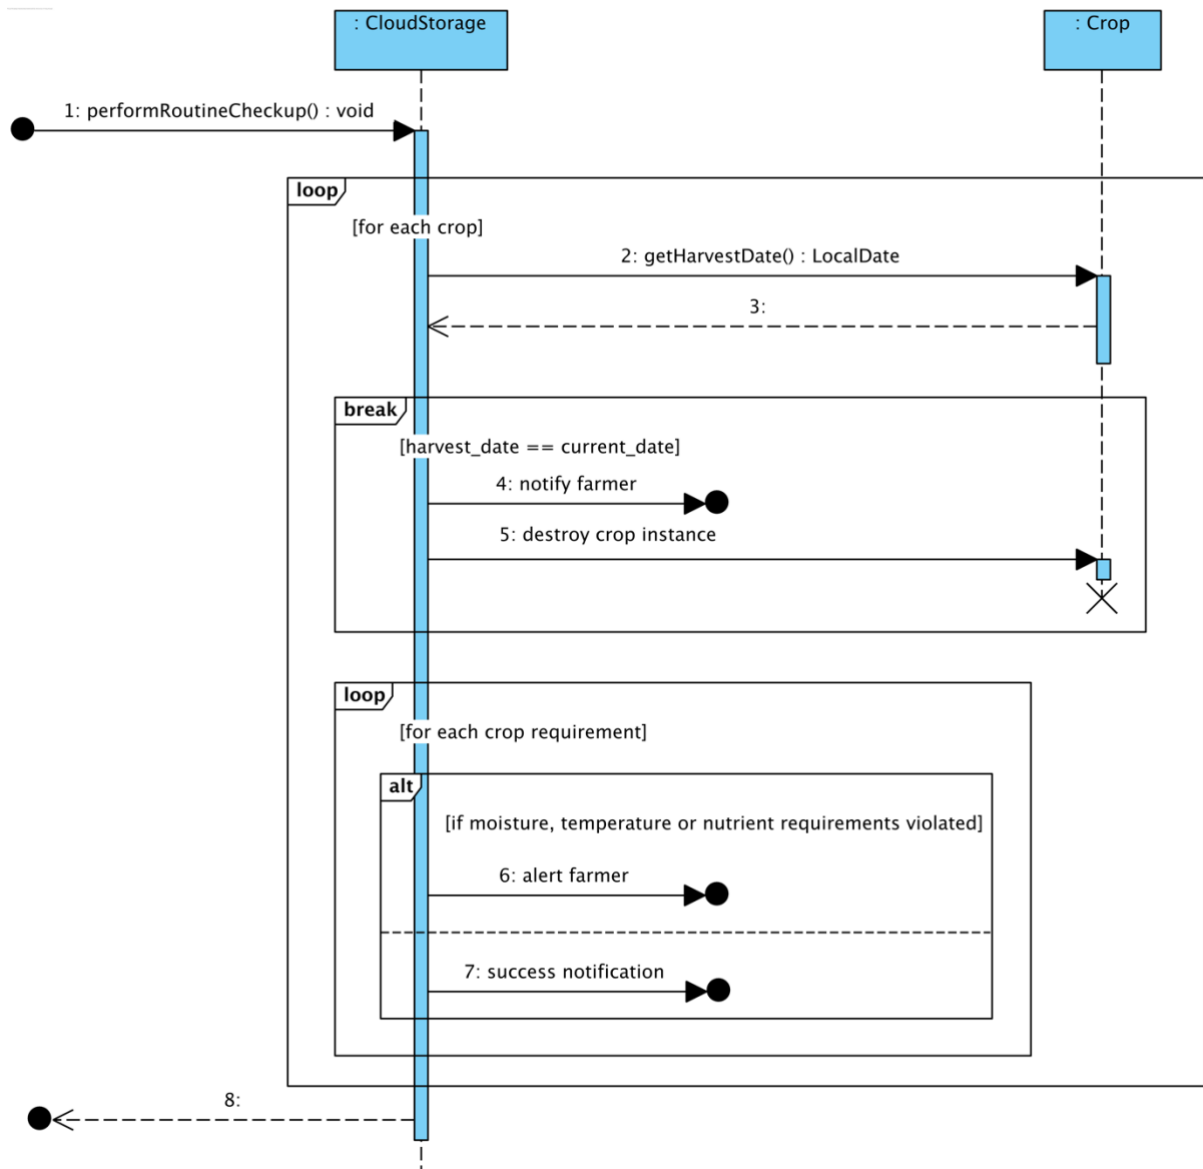 : CloudStorage
: Crop
1: performRoutineCheckup() : void
loop
[for each crop]
2: getHarvestDate() : LocalDate
3:
break
[harvest_date == current_date]
4: notify farmer
5: destroy crop instance
loop
[for each crop requirement]
alt
[if moisture, temperature or nutrient requirements violated]
6: alert farmer
7: success notification
8: